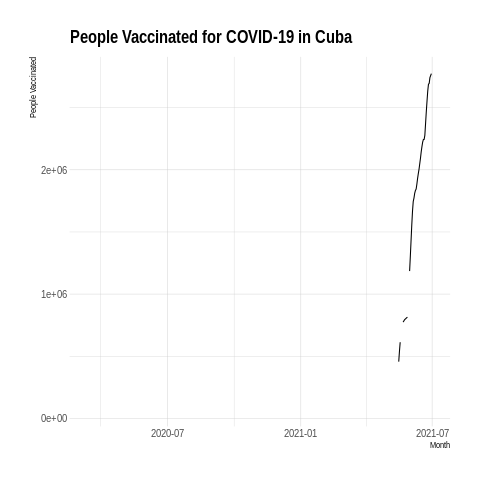 People Vaccinated for COVID-19 in Cuba
People Vaccinated
2e+06
1e+06
0e+00
2020-07
2021-01
2021-07
Month